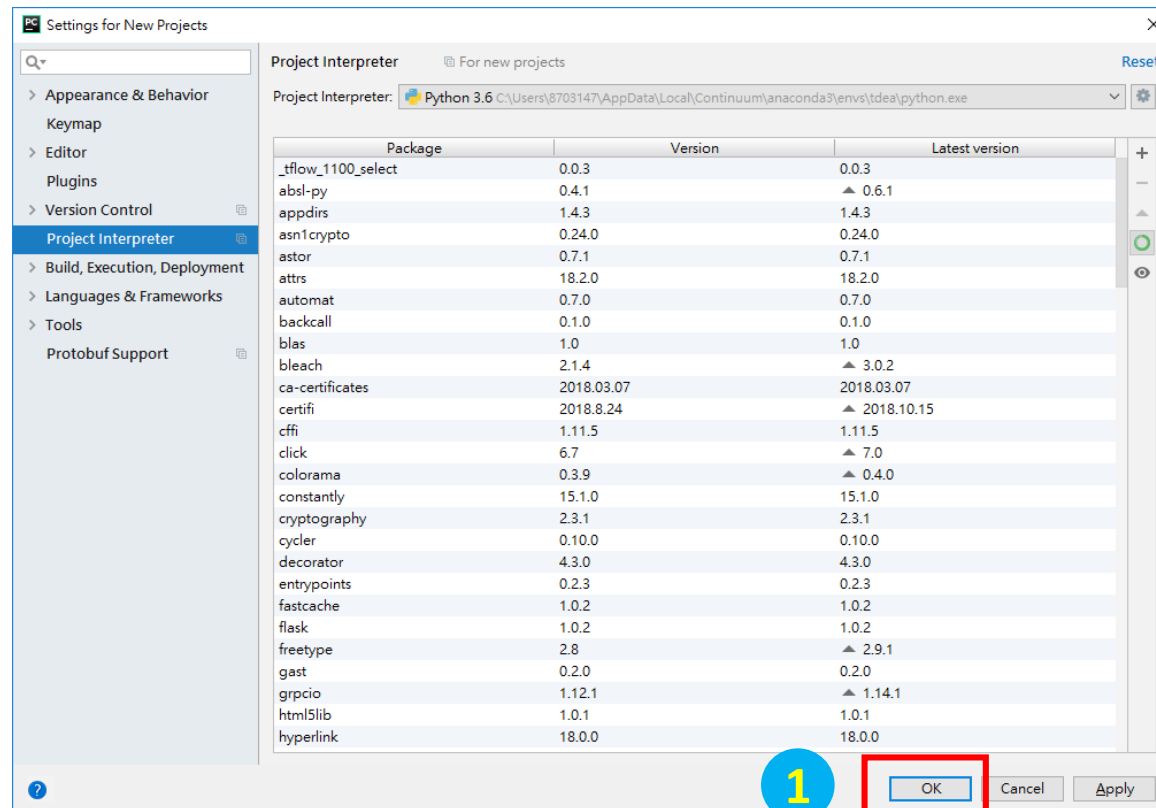 PC Settings for New Projects
Project Interpreter For new projects Reset
Appearance & Behavior
Keymap
Editor
Plugins
Version Control
Project Interpreter
Build, Execution, Deployment
Languages & Frameworks
Tools
Protobuf Support
Project Interpreter: Python 3.6 C:\Users\8703147\AppData\Local\Continuum\anaconda3\envs\tdea\python.exe
Package Version Latest version
_tflow_1100_select 0.0.3 0.0.3
absl-py 0.4.1 0.6.1
appdirs 1.4.3 1.4.3
asn1crypto 0.24.0 0.24.0
astor 0.7.1 0.7.1
attrs 18.2.0 18.2.0
automat 0.7.0 0.7.0
backcall 0.1.0 0.1.0
blas 1.0 1.0
bleach 2.1.4 3.0.2
ca-certificates 2018.03.07 2018.03.07
certifi 2018.8.24 2018.10.15
cffi 1.11.5 1.11.5
click 6.7 7.0
colorama 0.3.9 0.4.0
constantly 15.1.0 15.1.0
cryptography 2.3.1 2.3.1
cycler 0.10.0 0.10.0
decorator 4.3.0 4.3.0
entrypoints 0.2.3 0.2.3
fastcache 1.0.2 1.0.2
flask 1.0.2 1.0.2
freetype 2.8 2.9.1
gast 0.2.0 0.2.0
grpcio 1.12.1 1.14.1
html5lib 1.0.1 1.0.1
hyperlink 18.0.0 18.0.0
? 1 OK Cancel Apply